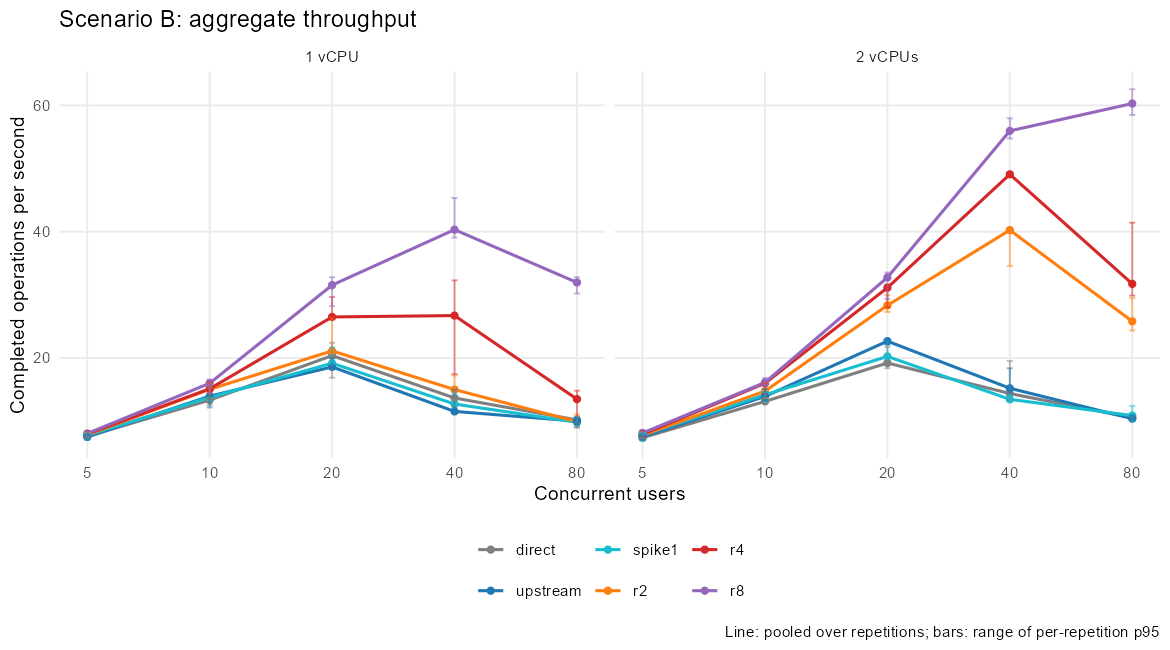 Scenario B: aggregate throughput
1 vCPU
2 vCPUs
Completed operations per second
60
40
20
5 10 20 40 80
5 10 20 40 80
Concurrent users
direct spike1 r4
upstream r2 r8
Line: pooled over repetitions; bars: range of per-repetition p95